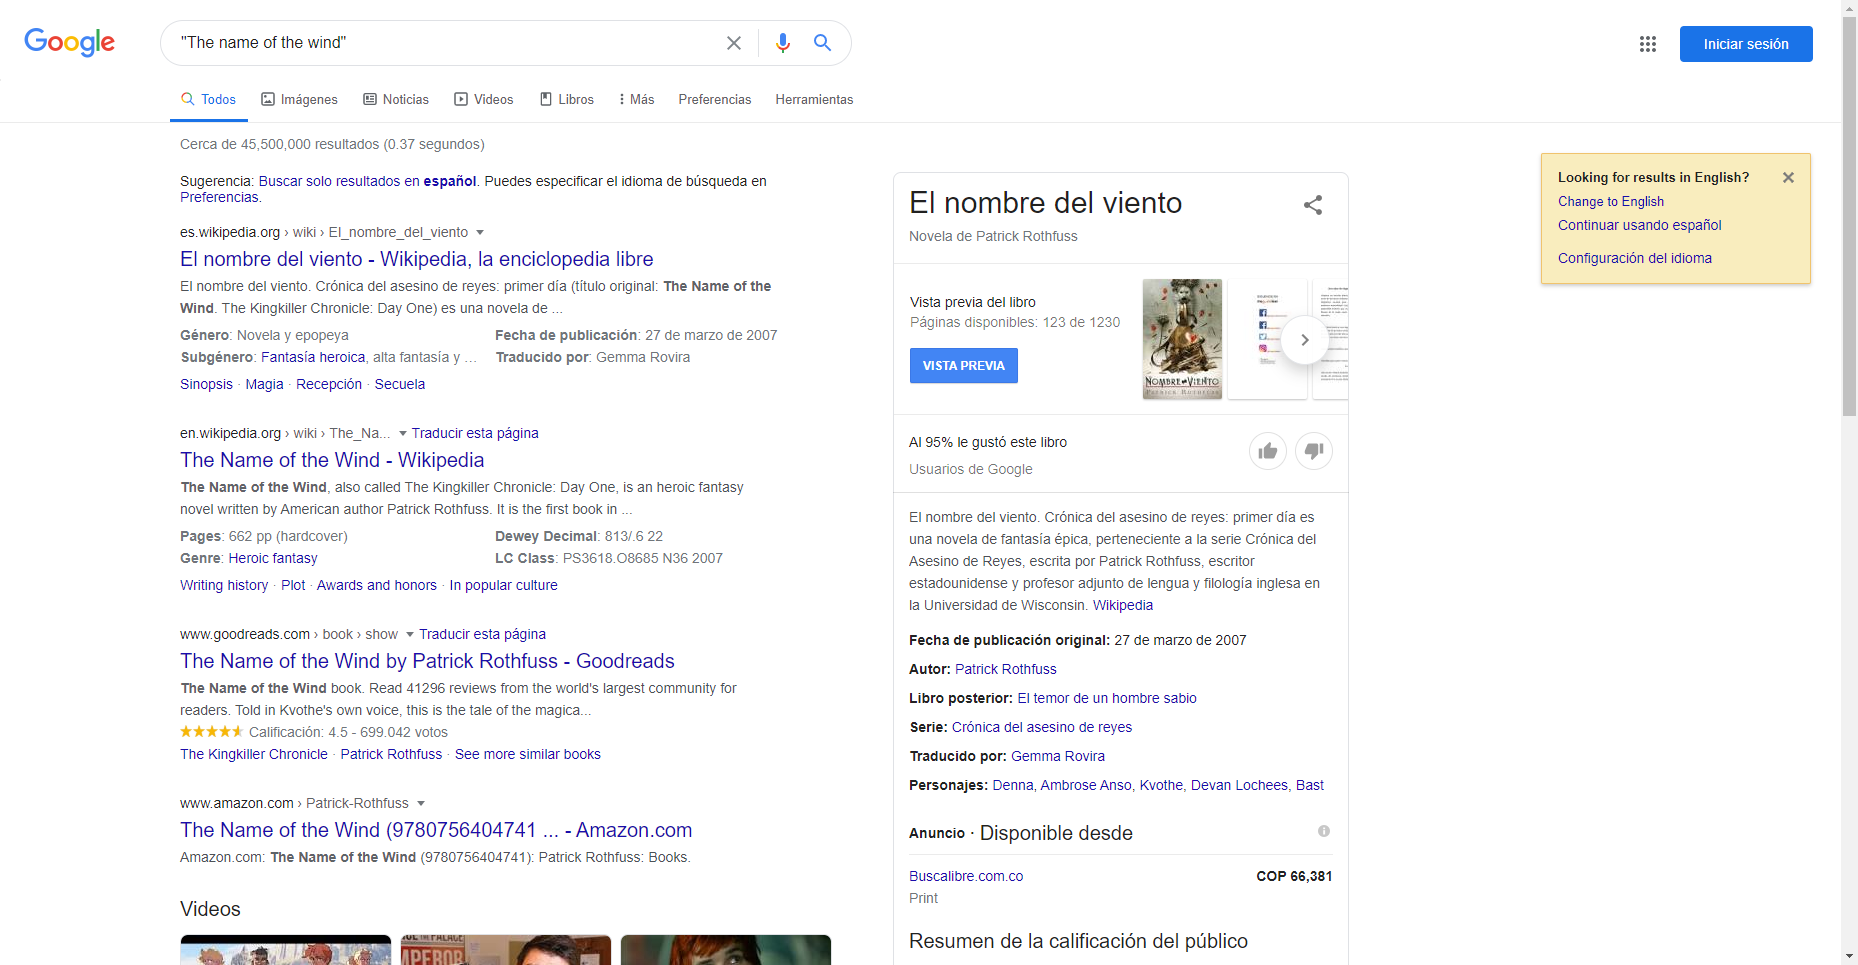 Google
"The name of the wind"
Iniciar sesión
Todos
Imágenes
Noticias
Videos
Libros
Más
Preferencias
Herramientas
Cerca de 45,500,000 resultados (0.37 segundos)
Sugerencia: Buscar solo resultados en español. Puedes especificar el idioma de búsqueda en
Preferencias.
es.wikipedia.org › wiki › El_nombre_del_viento
El nombre del viento - Wikipedia, la enciclopedia libre
El nombre del viento. Crónica del asesino de reyes: primer día (título original: The Name of the
Wind. The Kingkiller Chronicle: Day One) es una novela de ...
Género: Novela y epopeya
Fecha de publicación: 27 de marzo de 2007
Subgénero: Fantasía heroica, alta fantasía y ...
Traducido por: Gemma Rovira
Sinopsis · Magia · Recepción · Secuela
en.wikipedia.org › wiki › The_Na... Traducir esta página
The Name of the Wind - Wikipedia
The Name of the Wind, also called The Kingkiller Chronicle: Day One, is an heroic fantasy
novel written by American author Patrick Rothfuss. It is the first book in ...
Pages: 662 pp (hardcover)
Dewey Decimal: 813/.6 22
Genre: Heroic fantasy
LC Class: PS3618.O8685 N36 2007
Writing history · Plot · Awards and honors · In popular culture
www.goodreads.com › book › show Traducir esta página
The Name of the Wind by Patrick Rothfuss - Goodreads
The Name of the Wind book. Read 41296 reviews from the world's largest community for
readers. Told in Kvothe's own voice, this is the tale of the magica...
Calificación: 4.5 - 699.042 votos
The Kingkiller Chronicle · Patrick Rothfuss · See more similar books
www.amazon.com › Patrick-Rothfuss
The Name of the Wind (9780756404741 ... - Amazon.com
Amazon.com: The Name of the Wind (9780756404741): Patrick Rothfuss: Books.
Videos
El nombre del viento
Novela de Patrick Rothfuss
Vista previa del libro
Páginas disponibles: 123 de 1230
VISTA PREVIA
NOMBRE DEL VIENTO
PATRICK ROTHFUSS
Al 95% le gustó este libro
Usuarios de Google
El nombre del viento. Crónica del asesino de reyes: primer día es
una novela de fantasía épica, perteneciente a la serie Crónica del
Asesino de Reyes, escrita por Patrick Rothfuss, escritor
estadounidense y profesor adjunto de lengua y filología inglesa en
la Universidad de Wisconsin. Wikipedia
Fecha de publicación original: 27 de marzo de 2007
Autor: Patrick Rothfuss
Libro posterior: El temor de un hombre sabio
Serie: Crónica del asesino de reyes
Traducido por: Gemma Rovira
Personajes: Denna, Ambrose Anso, Kvothe, Devan Lochees, Bast
Anuncio · Disponible desde
Buscalibre.com.co
COP 66,381
Print
Resumen de la calificación del público
Looking for results in English?
Change to English
Continuar usando español
Configuración del idioma